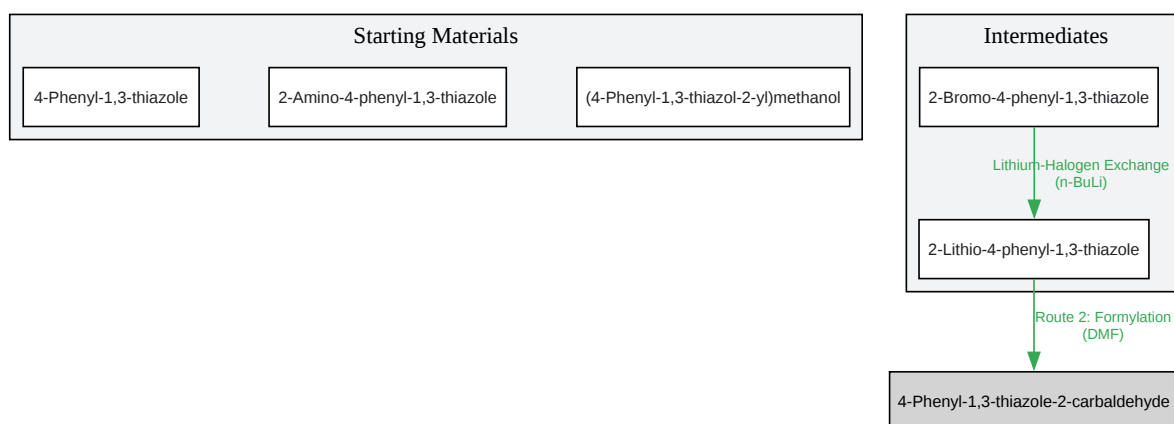 Starting Materials
4-Phenyl-1,3-thiazole
2-Amino-4-phenyl-1,3-thiazole
(4-Phenyl-1,3-thiazol-2-yl)methanol
Intermediates
2-Bromo-4-phenyl-1,3-thiazole
Lithium-Halogen Exchange
(n-BuLi)
2-Lithio-4-phenyl-1,3-thiazole
Route 2: Formylation
(DMF)
4-Phenyl-1,3-thiazole-2-carbaldehyde